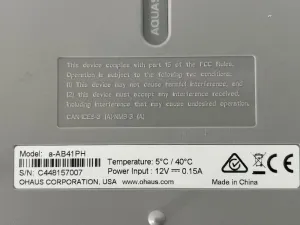 AQUAS
This device complies with part 15 of the FCC Rules.
Operation is subject to the following two conditions:
(1) This device may not cause harmful interference, and
(2) this device must accept any interference received,
including interference that may cause undesired operation.
CAN ICES-3 (A)/NMB-3 (A)
Model: a-AB41PH
S/N: C448157007
OHAUS CORPORATION, USA www.ohaus.com
Temperature: 5°C / 40°C
Power Input : 12V ⎓ 0.15A
CE
Made in China